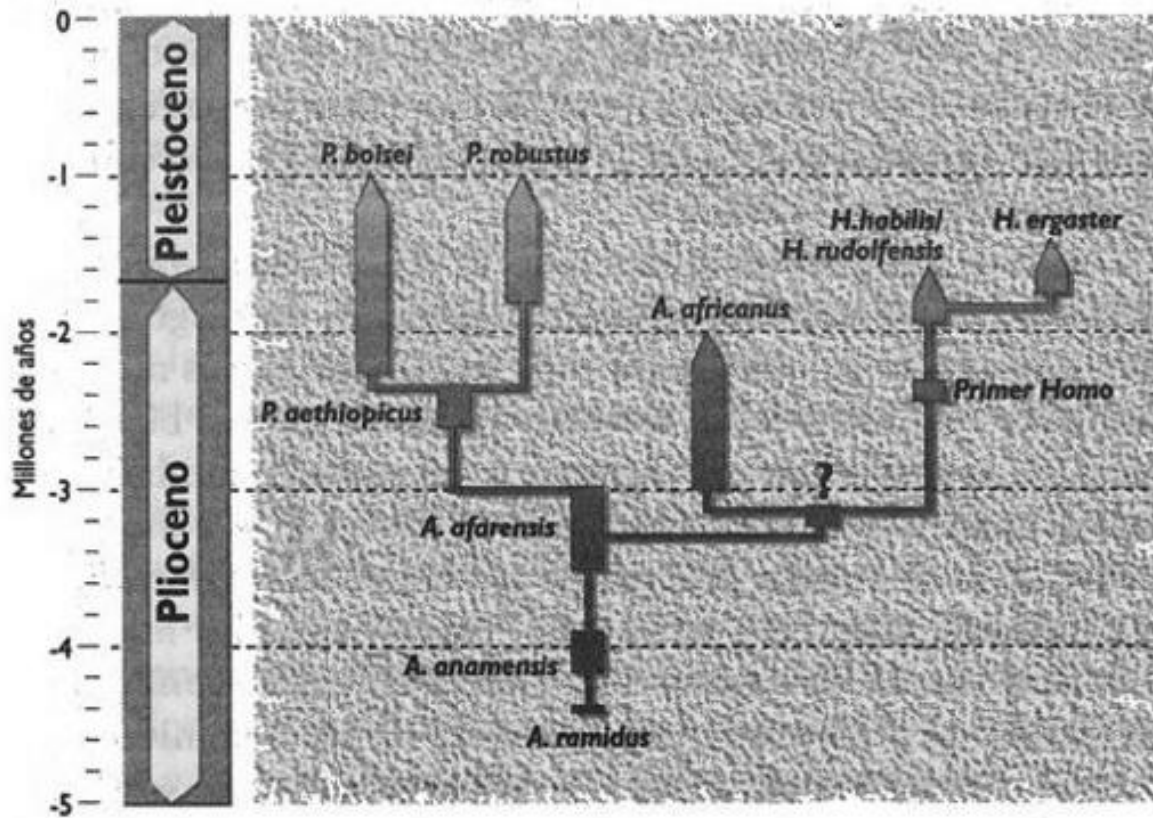 0
-1
-2
-3
-4
-5
Millones de años
Pleistoceno
Plioceno
P. boisei
P. robustus
H. habilis/
H. rudolfensis
H. ergaster
A. africanus
P. aethiopicus
Primer Homo
?
A. afarensis
A. anamensis
A. ramidus